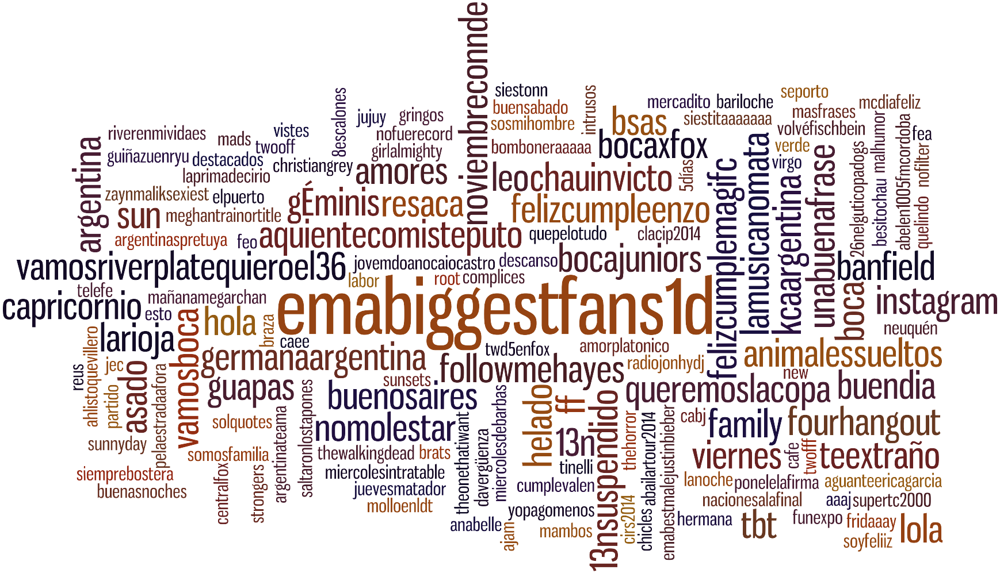 noviembreconnde
siestonn
buensabado
sosmihombre
intrusos
bsas
mercadito
bariloche
siestitaaaaaaa
seporto
masfrases
mcdiafeliz
volvéfischbein
verde
virgo
malhumor
abelen1005fmcordoba
fea
nofilter
8escalones
jujuy
gringos
nofuerecord
girlalmighty
vistes
twooff
mads
riverenmividaes
guiñazuenryu
destacados
christiangrey
laprimadecirio
amores
argentina
zaynmaliksexiest
elpuerto
gÉminis
resaca
sun
meghantrainortitle
argentinaspretuya
feo
aquientecomisteputo
bomboneraaaaa
bocaxfox
leo
chauinvicto
5días
felizcumpleenzo
quepelotudo
clacip2014
felizcumplemagifc
lamusicanomata
kcaargentina
unabuenafrase
26nelguticopadogs
besitochau
quelindo
vamosriverplatequieroel36
jovemdoanocaiocastro
descanso
bocajuniors
banfield
labor
root
complices
telefe
capricornio
mañanamegarchan
esto
emabiggestfans1d
boca
instagram
neuquén
vamosboca
hola
braza
caee
larioja
ahlistoquevillero
reus
jec
asado
partido
pelaestradaafora
germanaargentina
twd5enfox
amorplatonico
radiojonhydj
animalessueltos
new
guapas
sunsets
followmehayes
queremoslacopa
buendia
buenosaires
nomolestar
saltaronlostapones
argentinateama
solquotes
sunnyday
somosfamilia
siemprebostera
buenasnoches
centralfox
strongers
thewalkingdead
brats
miercolesintratable
juevesmatador
molloenldt
theonethatiwant
davergüenza
miercolesdebarbas
helado
ff
13n
tinelli
13nsuspendido
thehorror
abailartour2014
emabestmalejustinbieber
cabj
family
fourhangout
viernes
cafe
twofff
teextraño
cumplevalen
yopagomenos
anabelle
ajam
mambos
cirs2014
chicles
lanoche
ponelelafirma
aguanteericagarcia
nacionesalafinal
aaaj
supertc2000
hermana
tbt
funexpo
fridaaay
soyfeliiz
lola